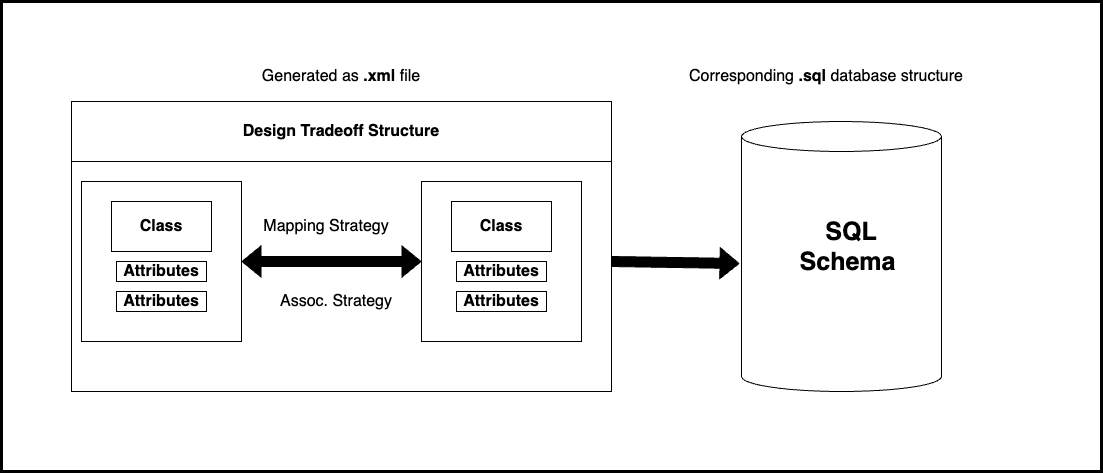 Generated as .xml file
Corresponding .sql database structure
Design Tradeoff Structure
Class
Attributes
Attributes
Mapping Strategy
Assoc. Strategy
Class
Attributes
Attributes
SQL
Schema